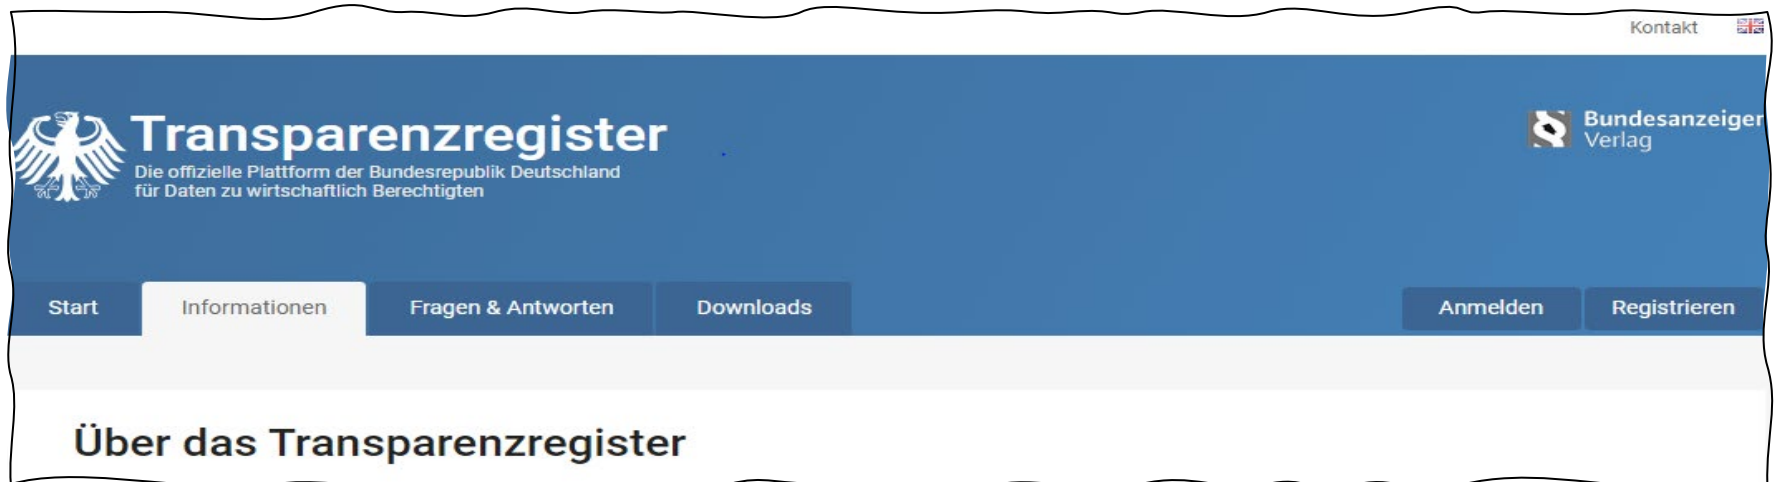 Kontakt
Transparenzregister
Die offizielle Plattform der Bundesrepublik Deutschland
für Daten zu wirtschaftlich Berechtigten
Bundesanzeiger
Verlag
Start
Informationen
Fragen & Antworten
Downloads
Anmelden
Registrieren
Über das Transparenzregister